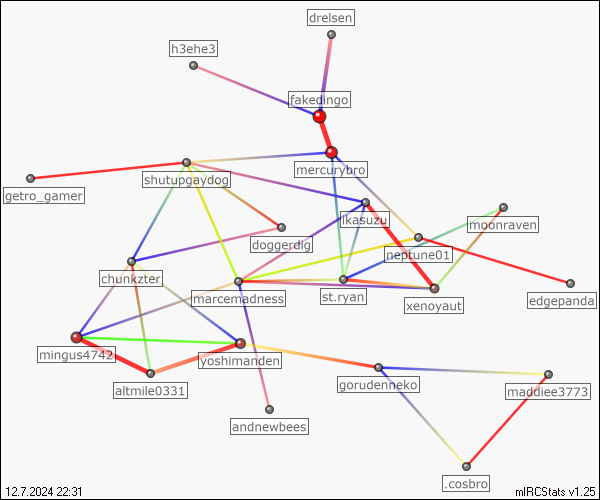 drelsen
h3ehe3
fakedingo
mercurybro
shutupgaydog
getro_gamer
ikasuzu
moonraven
doggerdig
neptune01
chunkzter
marcemadness
st.ryan
xenoyaut
edgepanda
mingus4742
yoshimanden
altmile0331
gorudenneko
maddiee3773
andnewbees
.cosbro
12.7.2024 22:31
mIRCStats v1.25